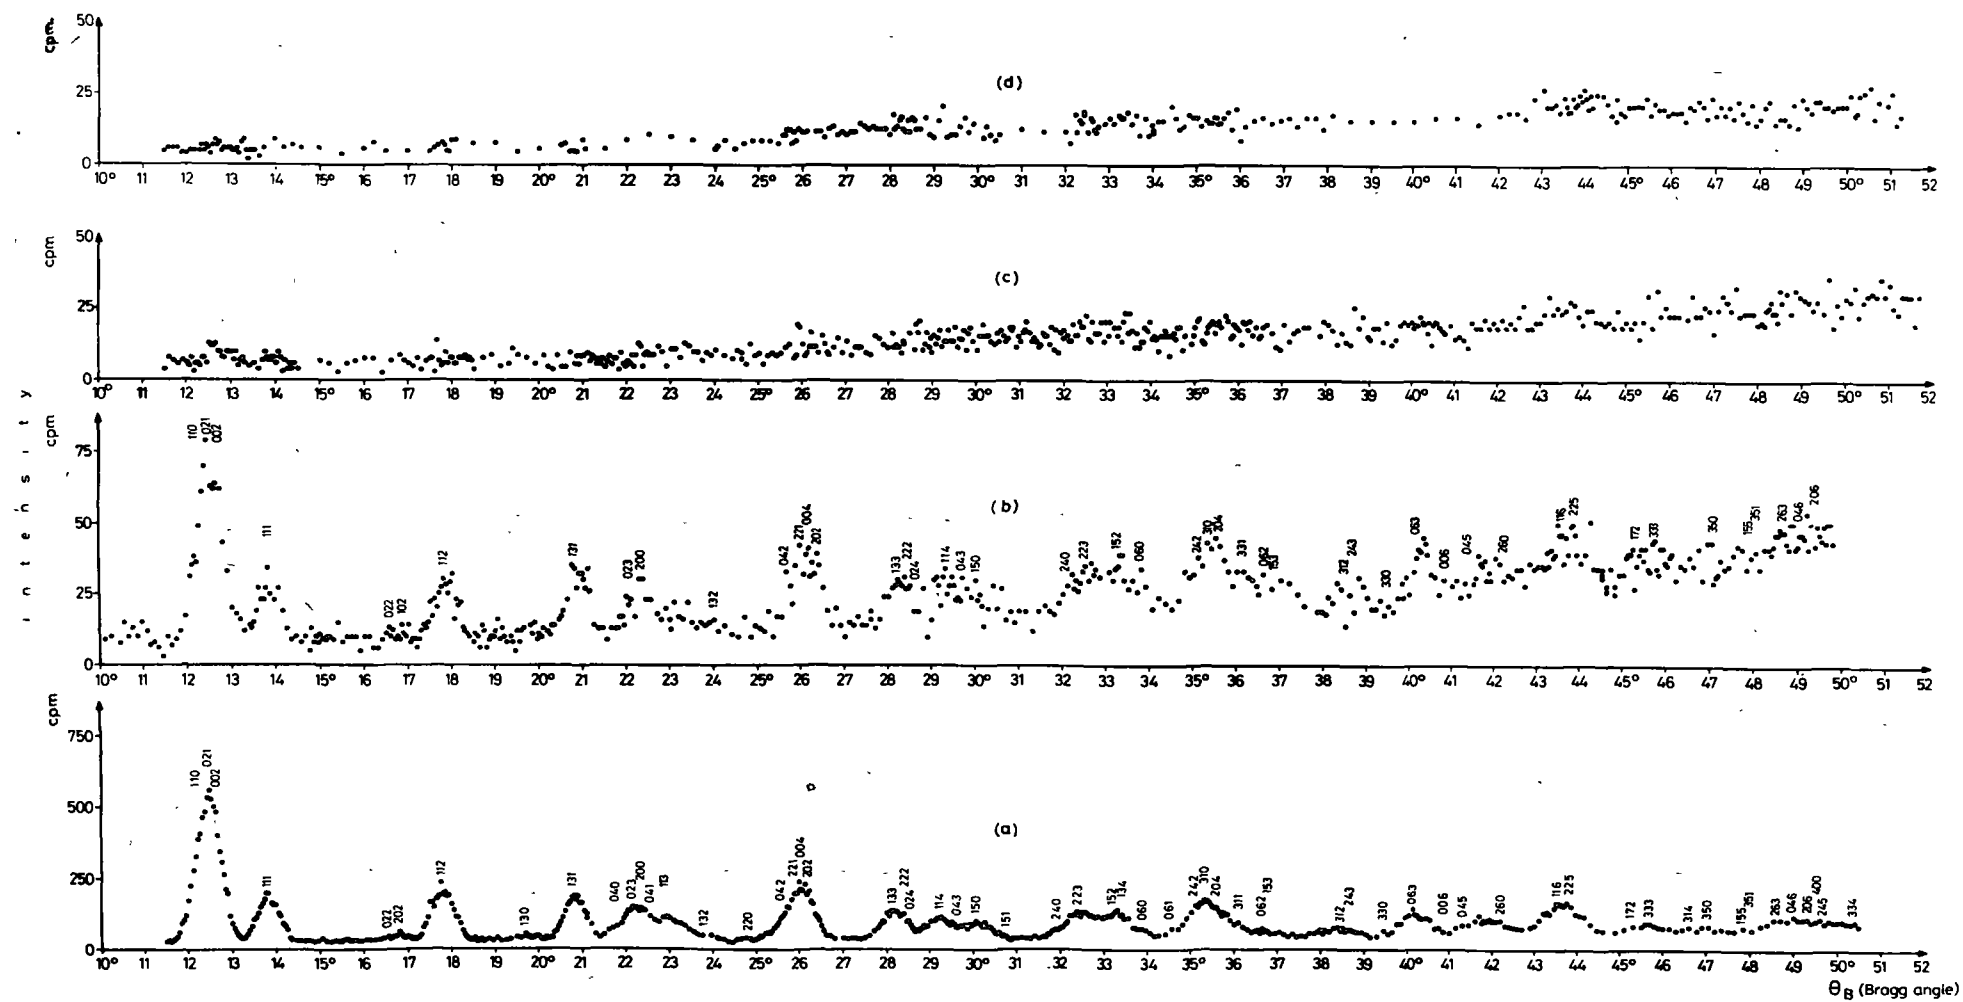 cpm
50
25
0
(d)
10° 11 12 13 14 15° 16 17 18 19 20° 21 22 23 24 25° 26 27 28 29 30° 31 32 33 34 35° 36 37 38 39 40° 41 42 43 44 45° 46 47 48 49 50° 51 52
cpm
50
25
0
(c)
10° 11 12 13 14 15° 16 17 18 19 20° 21 22 23 24 25° 26 27 28 29 30° 31 32 33 34 35° 36 37 38 39 40° 41 42 43 44 45° 46 47 48 49 50° 51 52
intensity
cpm
75
50
25
0
(b)
110 021 002 111 022 102 112 131 023 200 132 042 221 004 202 133 222 024 114 043 150 240 223 152 060 242 310 204 331 062 153 312 243 330 063 006 045 260 116 225 172 333 350 155 351 263 046 206
10° 11 12 13 14 15° 16 17 18 19 20° 21 22 23 24 25° 26 27 28 29 30° 31 32 33 34 35° 36 37 38 39 40° 41 42 43 44 45° 46 47 48 49 50° 51 52
cpm
750
500
250
0
(a)
110 021 002 111 022 202 112 130 131 040 023 200 041 113 132 220 042 221 004 202 133 222 024 114 043 150 151 240 223 152 134 060 061 242 310 204 311 062 153 312 243 330 063 006 045 260 116 225 172 333 314 350 155 351 263 046 206 400 245 334
10° 11 12 13 14 15° 16 17 18 19 20° 21 22 23 24 25° 26 27 28 29 30° 31 32 33 34 35° 36 37 38 39 40° 41 42 43 44 45° 46 47 48 49 50° 51 52
θB (Bragg angle)